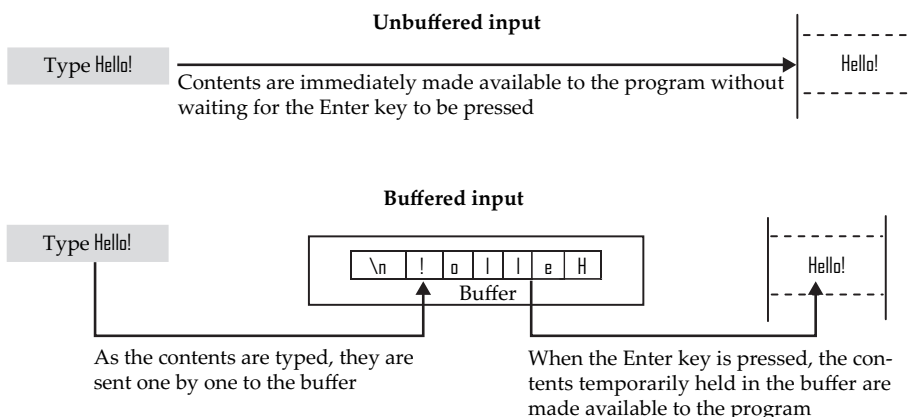 Unbuffered input
Type Hello!
Hello!
Contents are immediately made available to the program without
waiting for the Enter key to be pressed
Buffered input
Type Hello!
\n ! o l l e H
Buffer
Hello!
As the contents are typed, they are
sent one by one to the buffer
When the Enter key is pressed, the con-
tents temporarily held in the buffer are
made available to the program